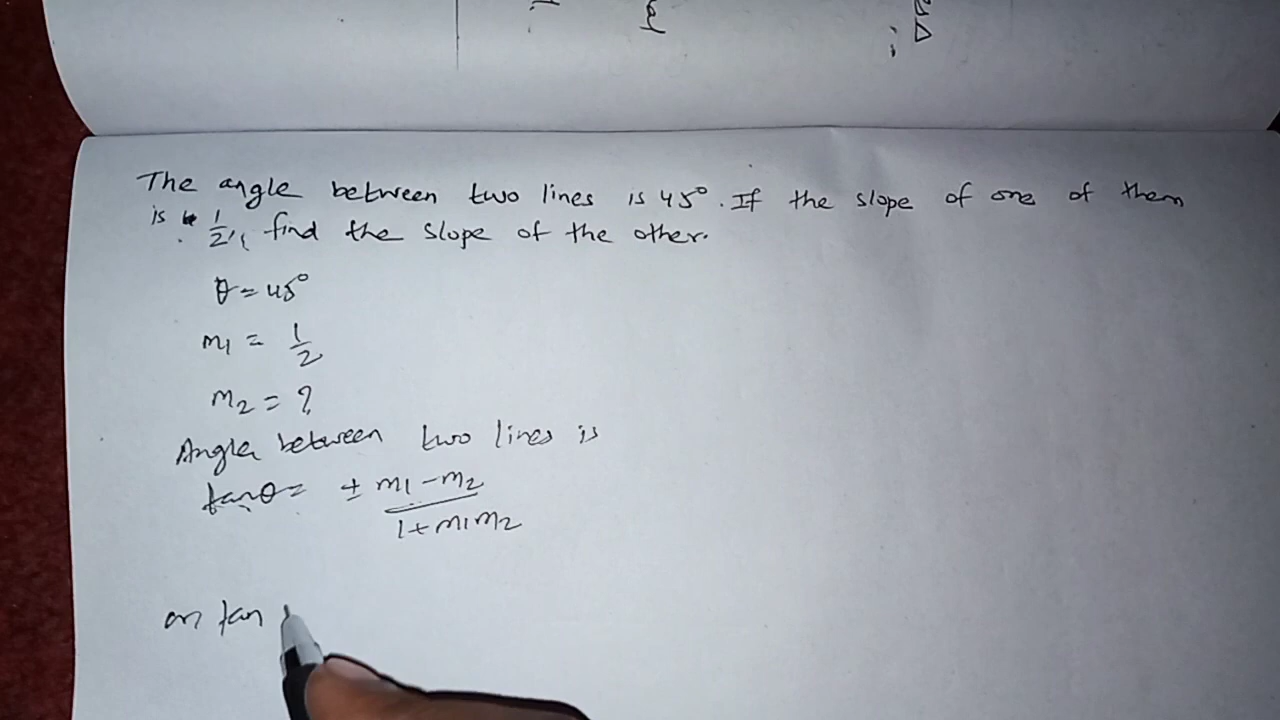 The angle between two lines is 45°. If the slope of one of them
is 1/2, find the slope of the other.
θ = 45°
m1 = 1/2
m2 = ?
Angle between two lines is
tanθ = ± m1 - m2 / 1 + m1m2
or tan